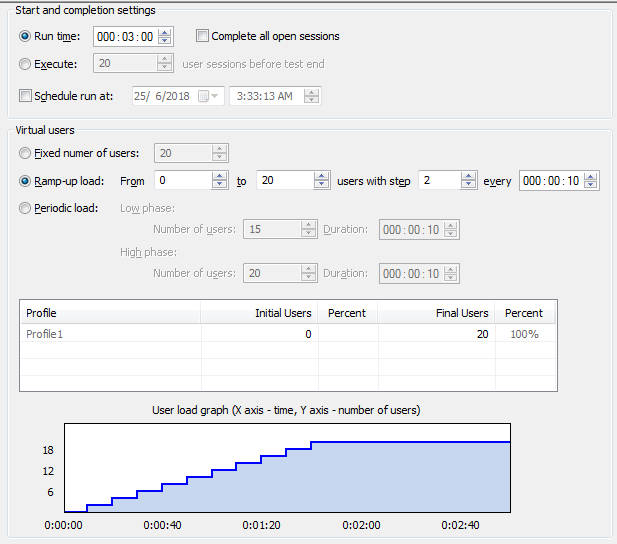 Start and completion settings
Run time: 000 : 03 : 00 Complete all open sessions
Execute: 20 user sessions before test end
Schedule run at: 25/ 6/2018 3:33:13 AM
Virtual users
Fixed numer of users: 20
Ramp-up load: From 0 to 20 users with step 2 every 000 : 00 : 10
Periodic load: Low phase:
Number of users: 15 Duration: 000 : 00 : 10
High phase:
Number of users: 20 Duration: 000 : 00 : 10
Profile Initial Users Percent Final Users Percent
Profile1 0 20 100%
User load graph (X axis - time, Y axis - number of users)
18
12
6
0:00:00 0:00:40 0:01:20 0:02:00 0:02:40